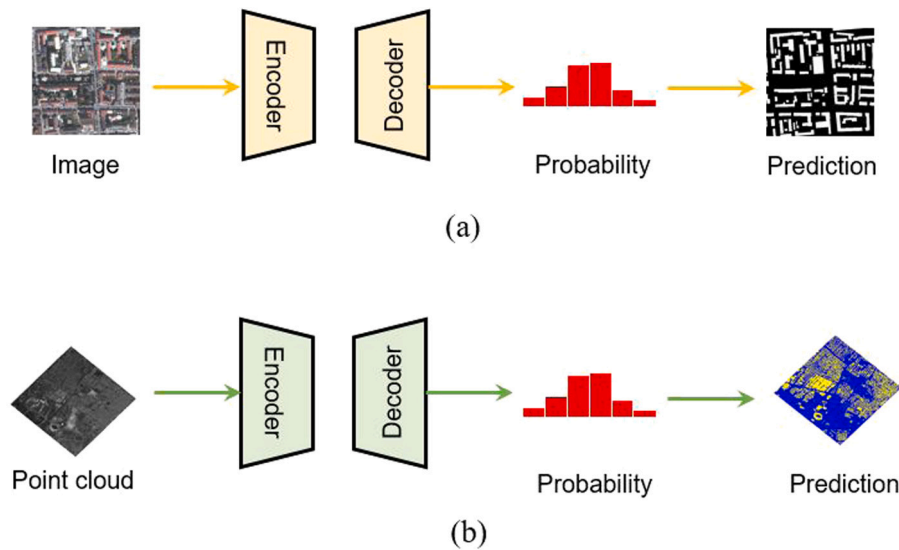 Encoder
Decoder
Image
Probability
Prediction
(a)
Encoder
Decoder
Point cloud
Probability
Prediction
(b)